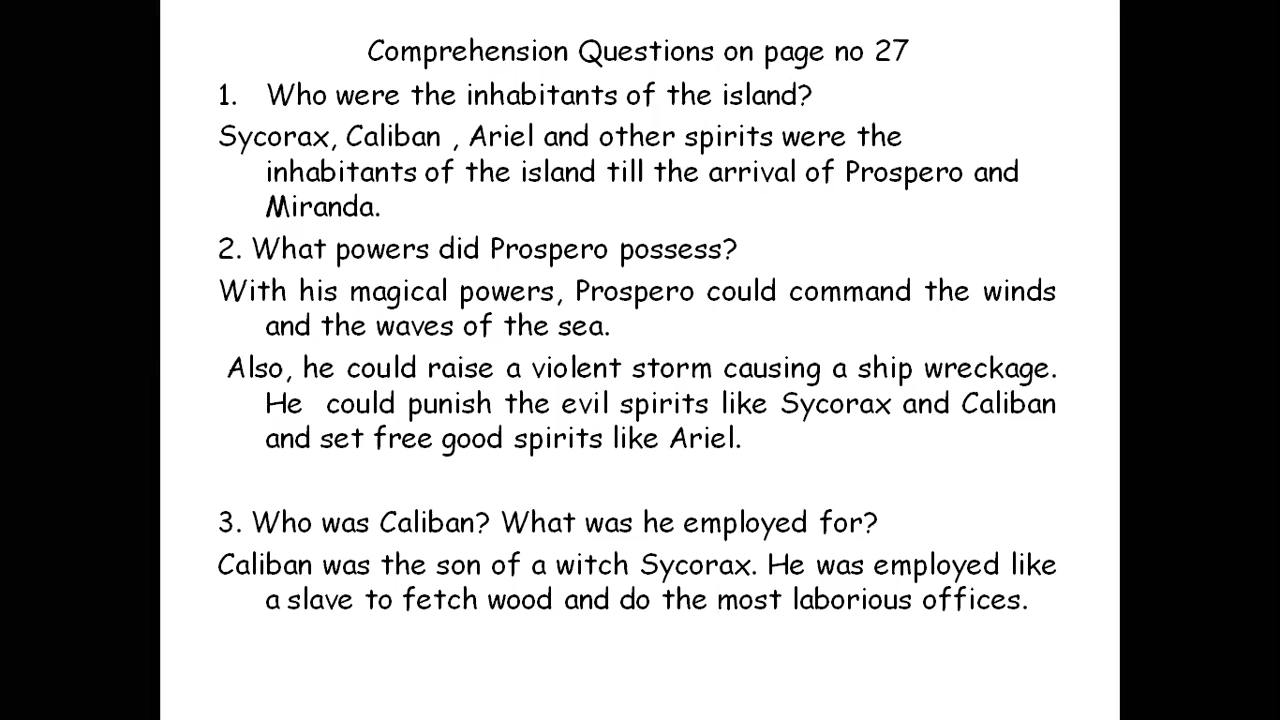 Comprehension Questions on page no 27
1. Who were the inhabitants of the island?
Sycorax, Caliban , Ariel and other spirits were the
inhabitants of the island till the arrival of Prospero and
Miranda.
2. What powers did Prospero possess?
With his magical powers, Prospero could command the winds
and the waves of the sea.
Also, he could raise a violent storm causing a ship wreckage.
He could punish the evil spirits like Sycorax and Caliban
and set free good spirits like Ariel.
3. Who was Caliban? What was he employed for?
Caliban was the son of a witch Sycorax. He was employed like
a slave to fetch wood and do the most laborious offices.